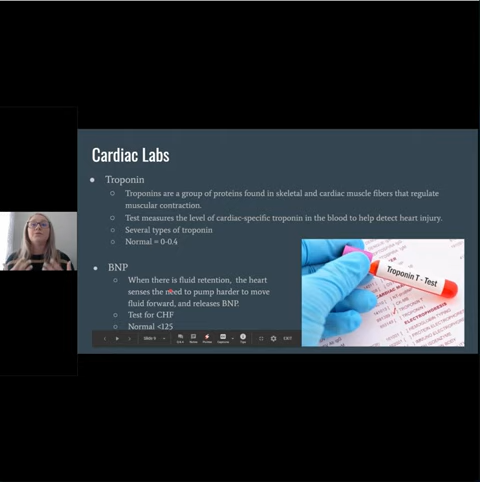 Cardiac Labs
Troponin
Troponins are a group of proteins found in skeletal and cardiac muscle fibers that regulate
muscular contraction.
Test measures the level of cardiac-specific troponin in the blood to help detect heart injury.
Several types of troponin
Normal = 0-0.4
BNP
When there is fluid retention, the heart
senses the need to pump harder to move
fluid forward, and releases BNP.
Test for CHF
Normal <125
Troponin T - Test
ELECTROPHORESIS
EXIT